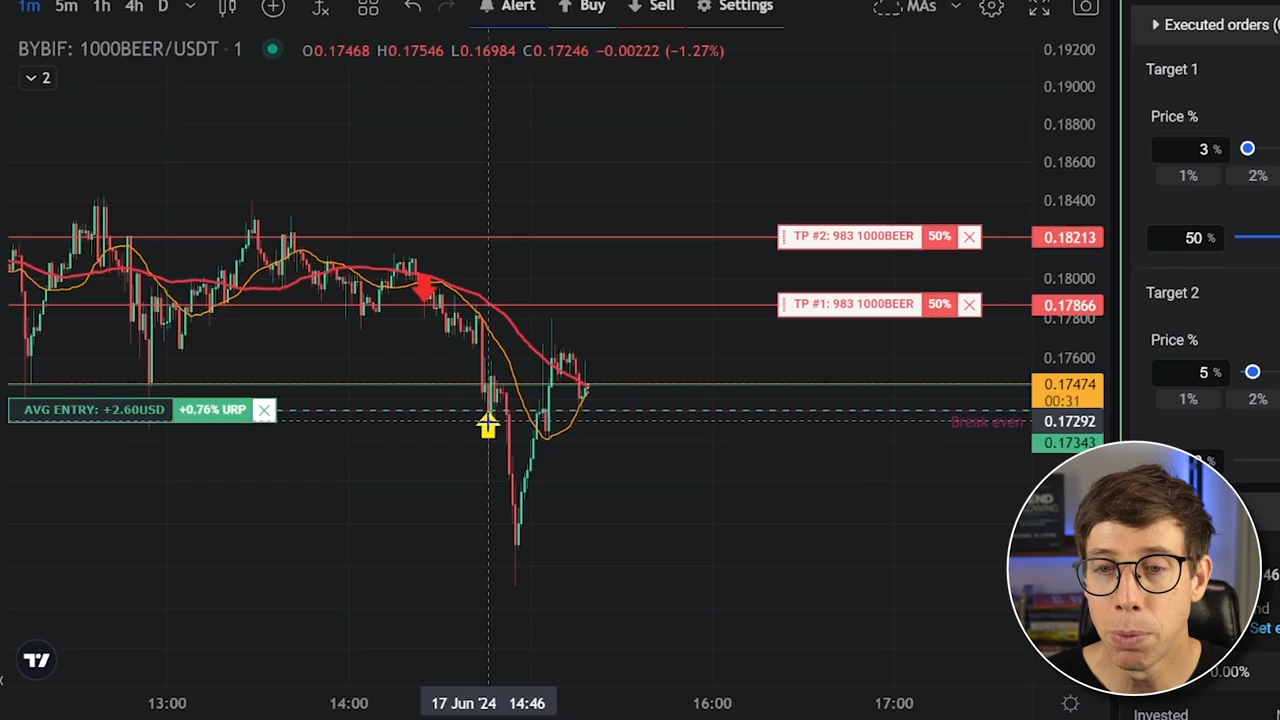 1m 5m 1h 4h D Alert Buy Sell Settings MAs
BYBIF: 1000BEER/USDT · 1 O0.17468 H0.17546 L0.16984 C0.17246 −0.00222 (−1.27%)
2
0.19200
0.19000
0.18800
0.18600
0.18400
TP #2: 983 1000BEER 50% 0.18213
0.18000
TP #1: 983 1000BEER 50% 0.17866
0.17800
0.17600
0.17474
00:31
AVG ENTRY: +2.60USD +0.76% URP
Break even 0.17292
0.17343
13:00 14:00 17 Jun '24 14:46 16:00 17:00
Executed orders (
Target 1
Price %
3 %
1% 2%
50 %
Target 2
Price %
5 %
1% 2%
%
46
Set e
0.00%
Invested